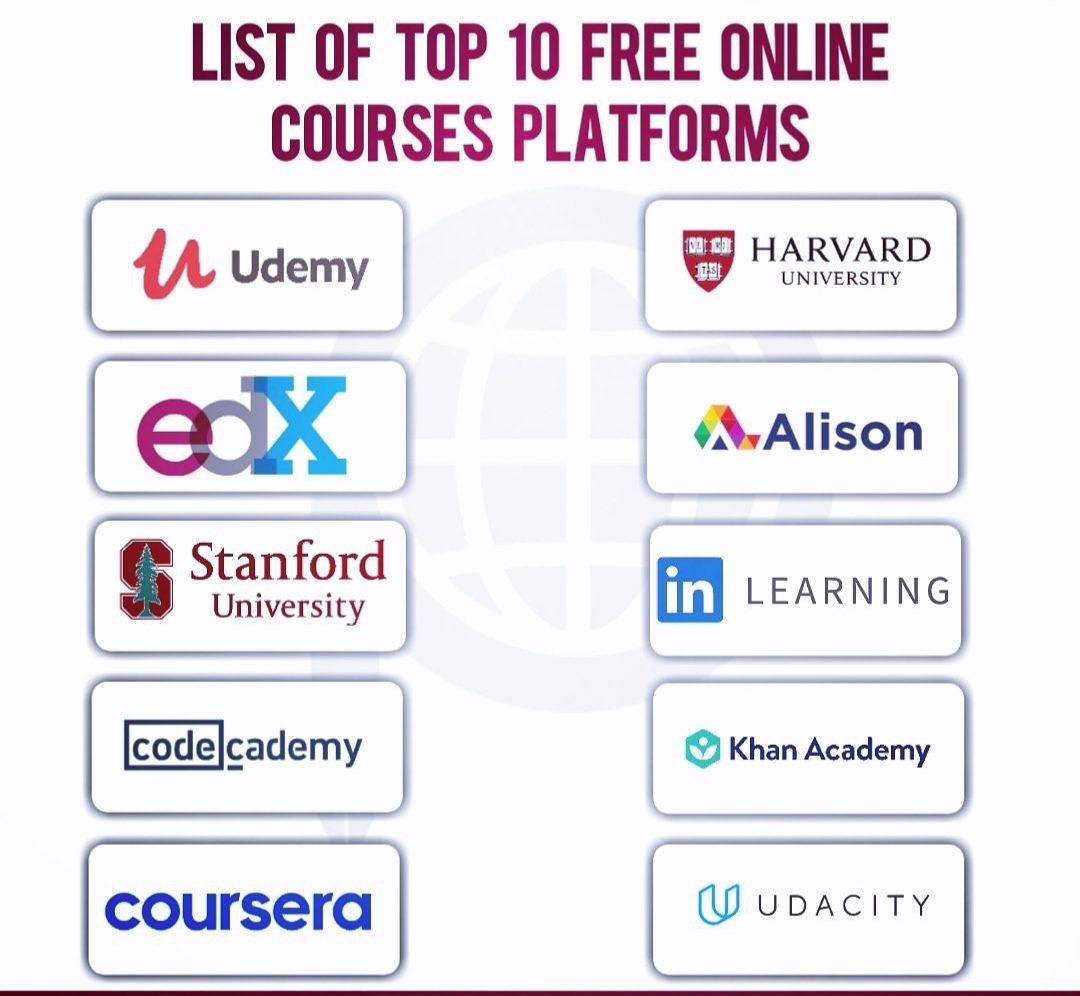 LIST OF TOP 10 FREE ONLINE
COURSES PLATFORMS
Udemy
HARVARD
UNIVERSITY
edX
Alison
Stanford
University
in LEARNING
codecademy
Khan Academy
coursera
UDACITY